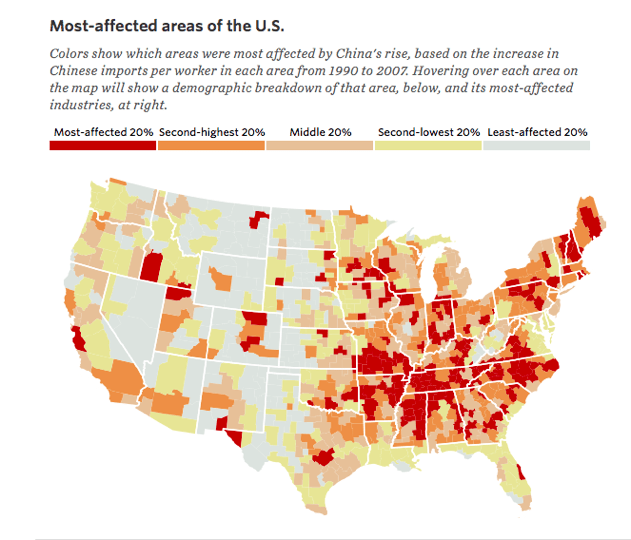 Most-affected areas of the U.S.
Colors show which areas were most affected by China's rise, based on the increase in
Chinese imports per worker in each area from 1990 to 2007. Hovering over each area on
the map will show a demographic breakdown of that area, below, and its most-affected
industries, at right.
Most-affected 20% Second-highest 20% Middle 20% Second-lowest 20% Least-affected 20%